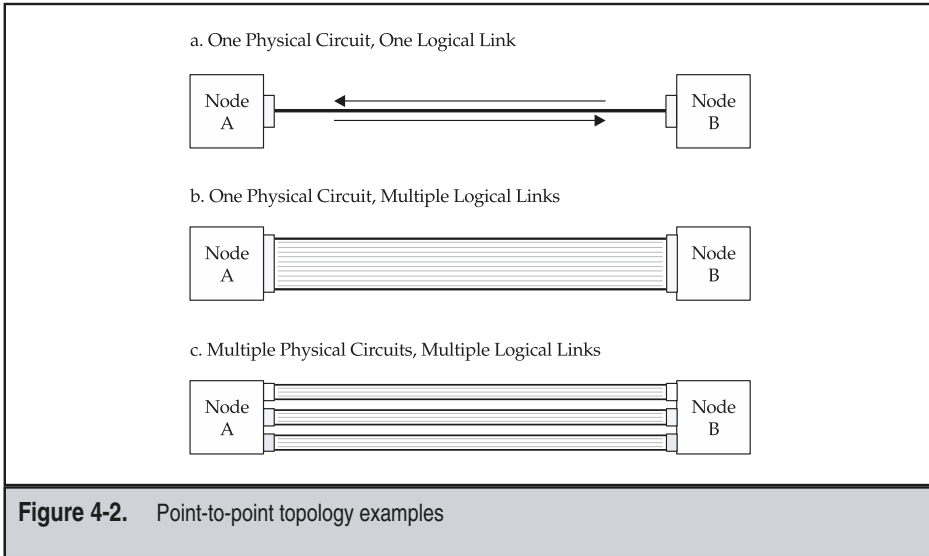 a. One Physical Circuit, One Logical Link
Node
A
Node
B
b. One Physical Circuit, Multiple Logical Links
Node
A
Node
B
c. Multiple Physical Circuits, Multiple Logical Links
Node
A
Node
B
Figure 4-2. Point-to-point topology examples